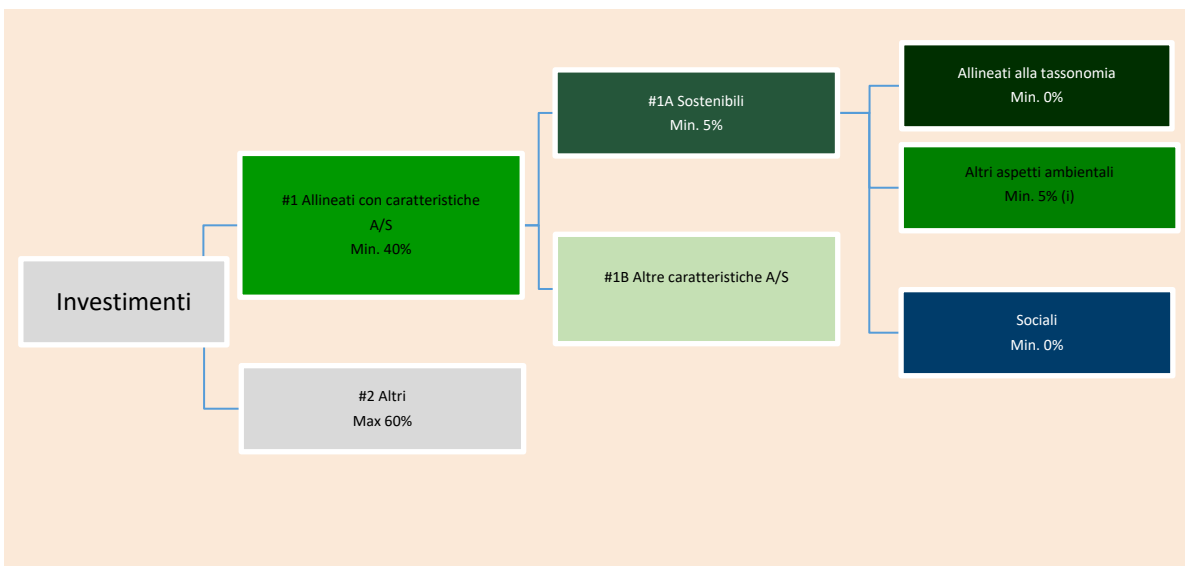 Investimenti
#1 Allineati con caratteristiche
A/S
Min. 40%
#2 Altri
Max 60%
#1A Sostenibili
Min. 5%
#1B Altre caratteristiche A/S
Allineati alla tassonomia
Min. 0%
Altri aspetti ambientali
Min. 5% (i)
Sociali
Min. 0%